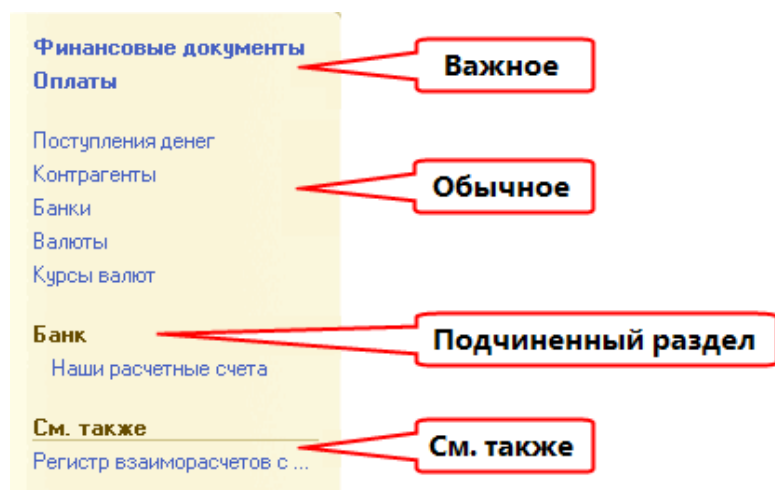 Финансовые документы
Оплаты
Важное
Поступления денег
Контрагенты
Банки
Валюты
Курсы валют
Обычное
Банк
Наши расчетные счета
Подчиненный раздел
См. также
Регистр взаиморасчетов с ...
См. также